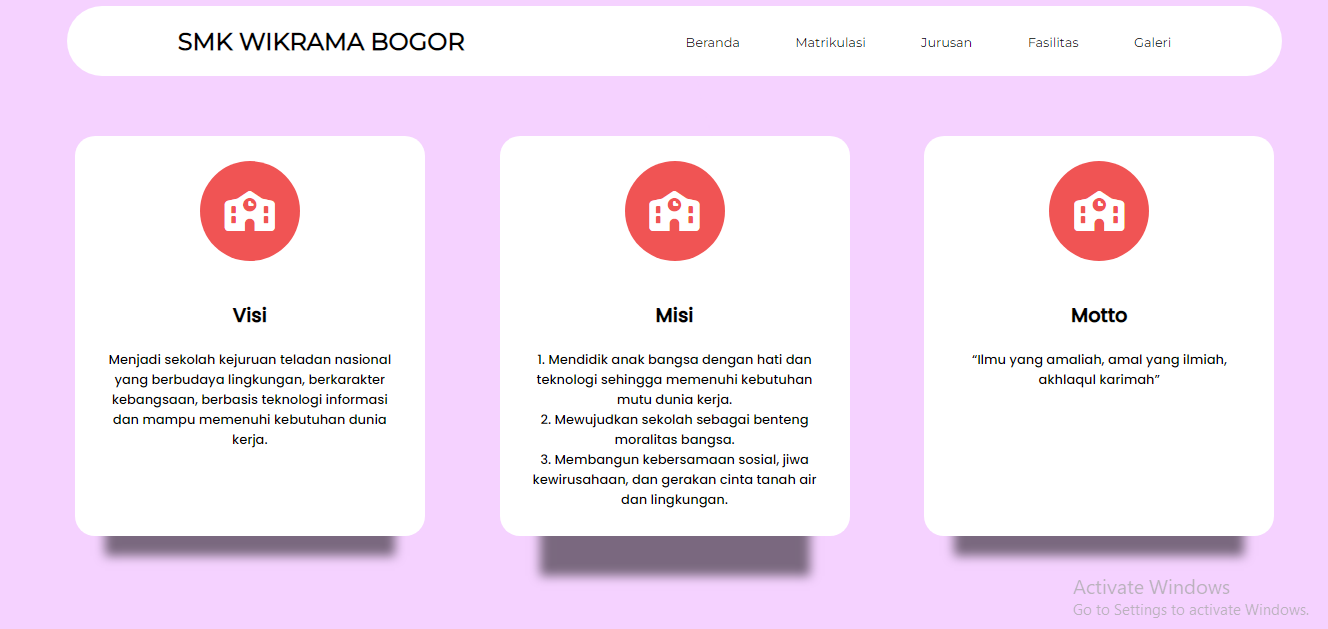 SMK WIKRAMA BOGOR
Beranda Matrikulasi Jurusan Fasilitas Galeri
Visi
Menjadi sekolah kejuruan teladan nasional
yang berbudaya lingkungan, berkarakter
kebangsaan, berbasis teknologi informasi
dan mampu memenuhi kebutuhan dunia
kerja.
Misi
1. Mendidik anak bangsa dengan hati dan
teknologi sehingga memenuhi kebutuhan
mutu dunia kerja.
2. Mewujudkan sekolah sebagai benteng
moralitas bangsa.
3. Membangun kebersamaan sosial, jiwa
kewirusahaan, dan gerakan cinta tanah air
dan lingkungan.
Motto
“Ilmu yang amaliah, amal yang ilmiah,
akhlaqul karimah”
Activate Windows
Go to Settings to activate Windows.